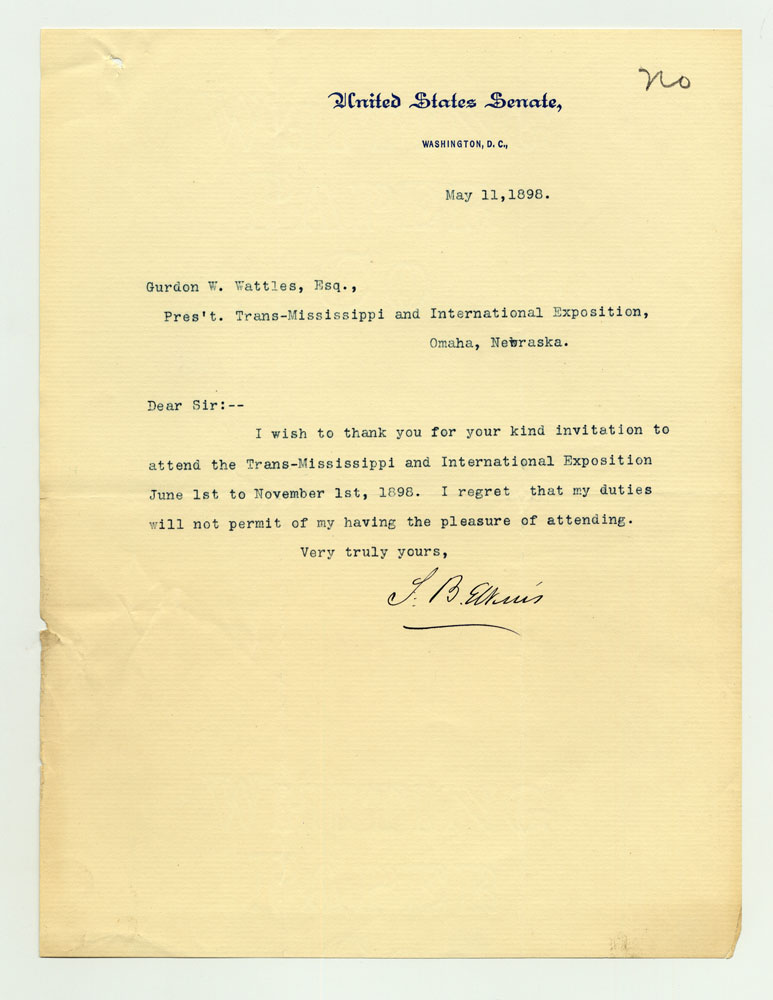 no
United States Senate,
WASHINGTON, D. C.,
May 11,1898.
Gurdon W. Wattles, Esq.,
Pres't. Trans-Mississippi and International Exposition,
Omaha, Nebraska.
Dear Sir:--
I wish to thank you for your kind invitation to
attend the Trans-Mississippi and International Exposition
June 1st to November 1st, 1898. I regret that my duties
will not permit of my having the pleasure of attending.
Very truly yours,
S. B. Elkins